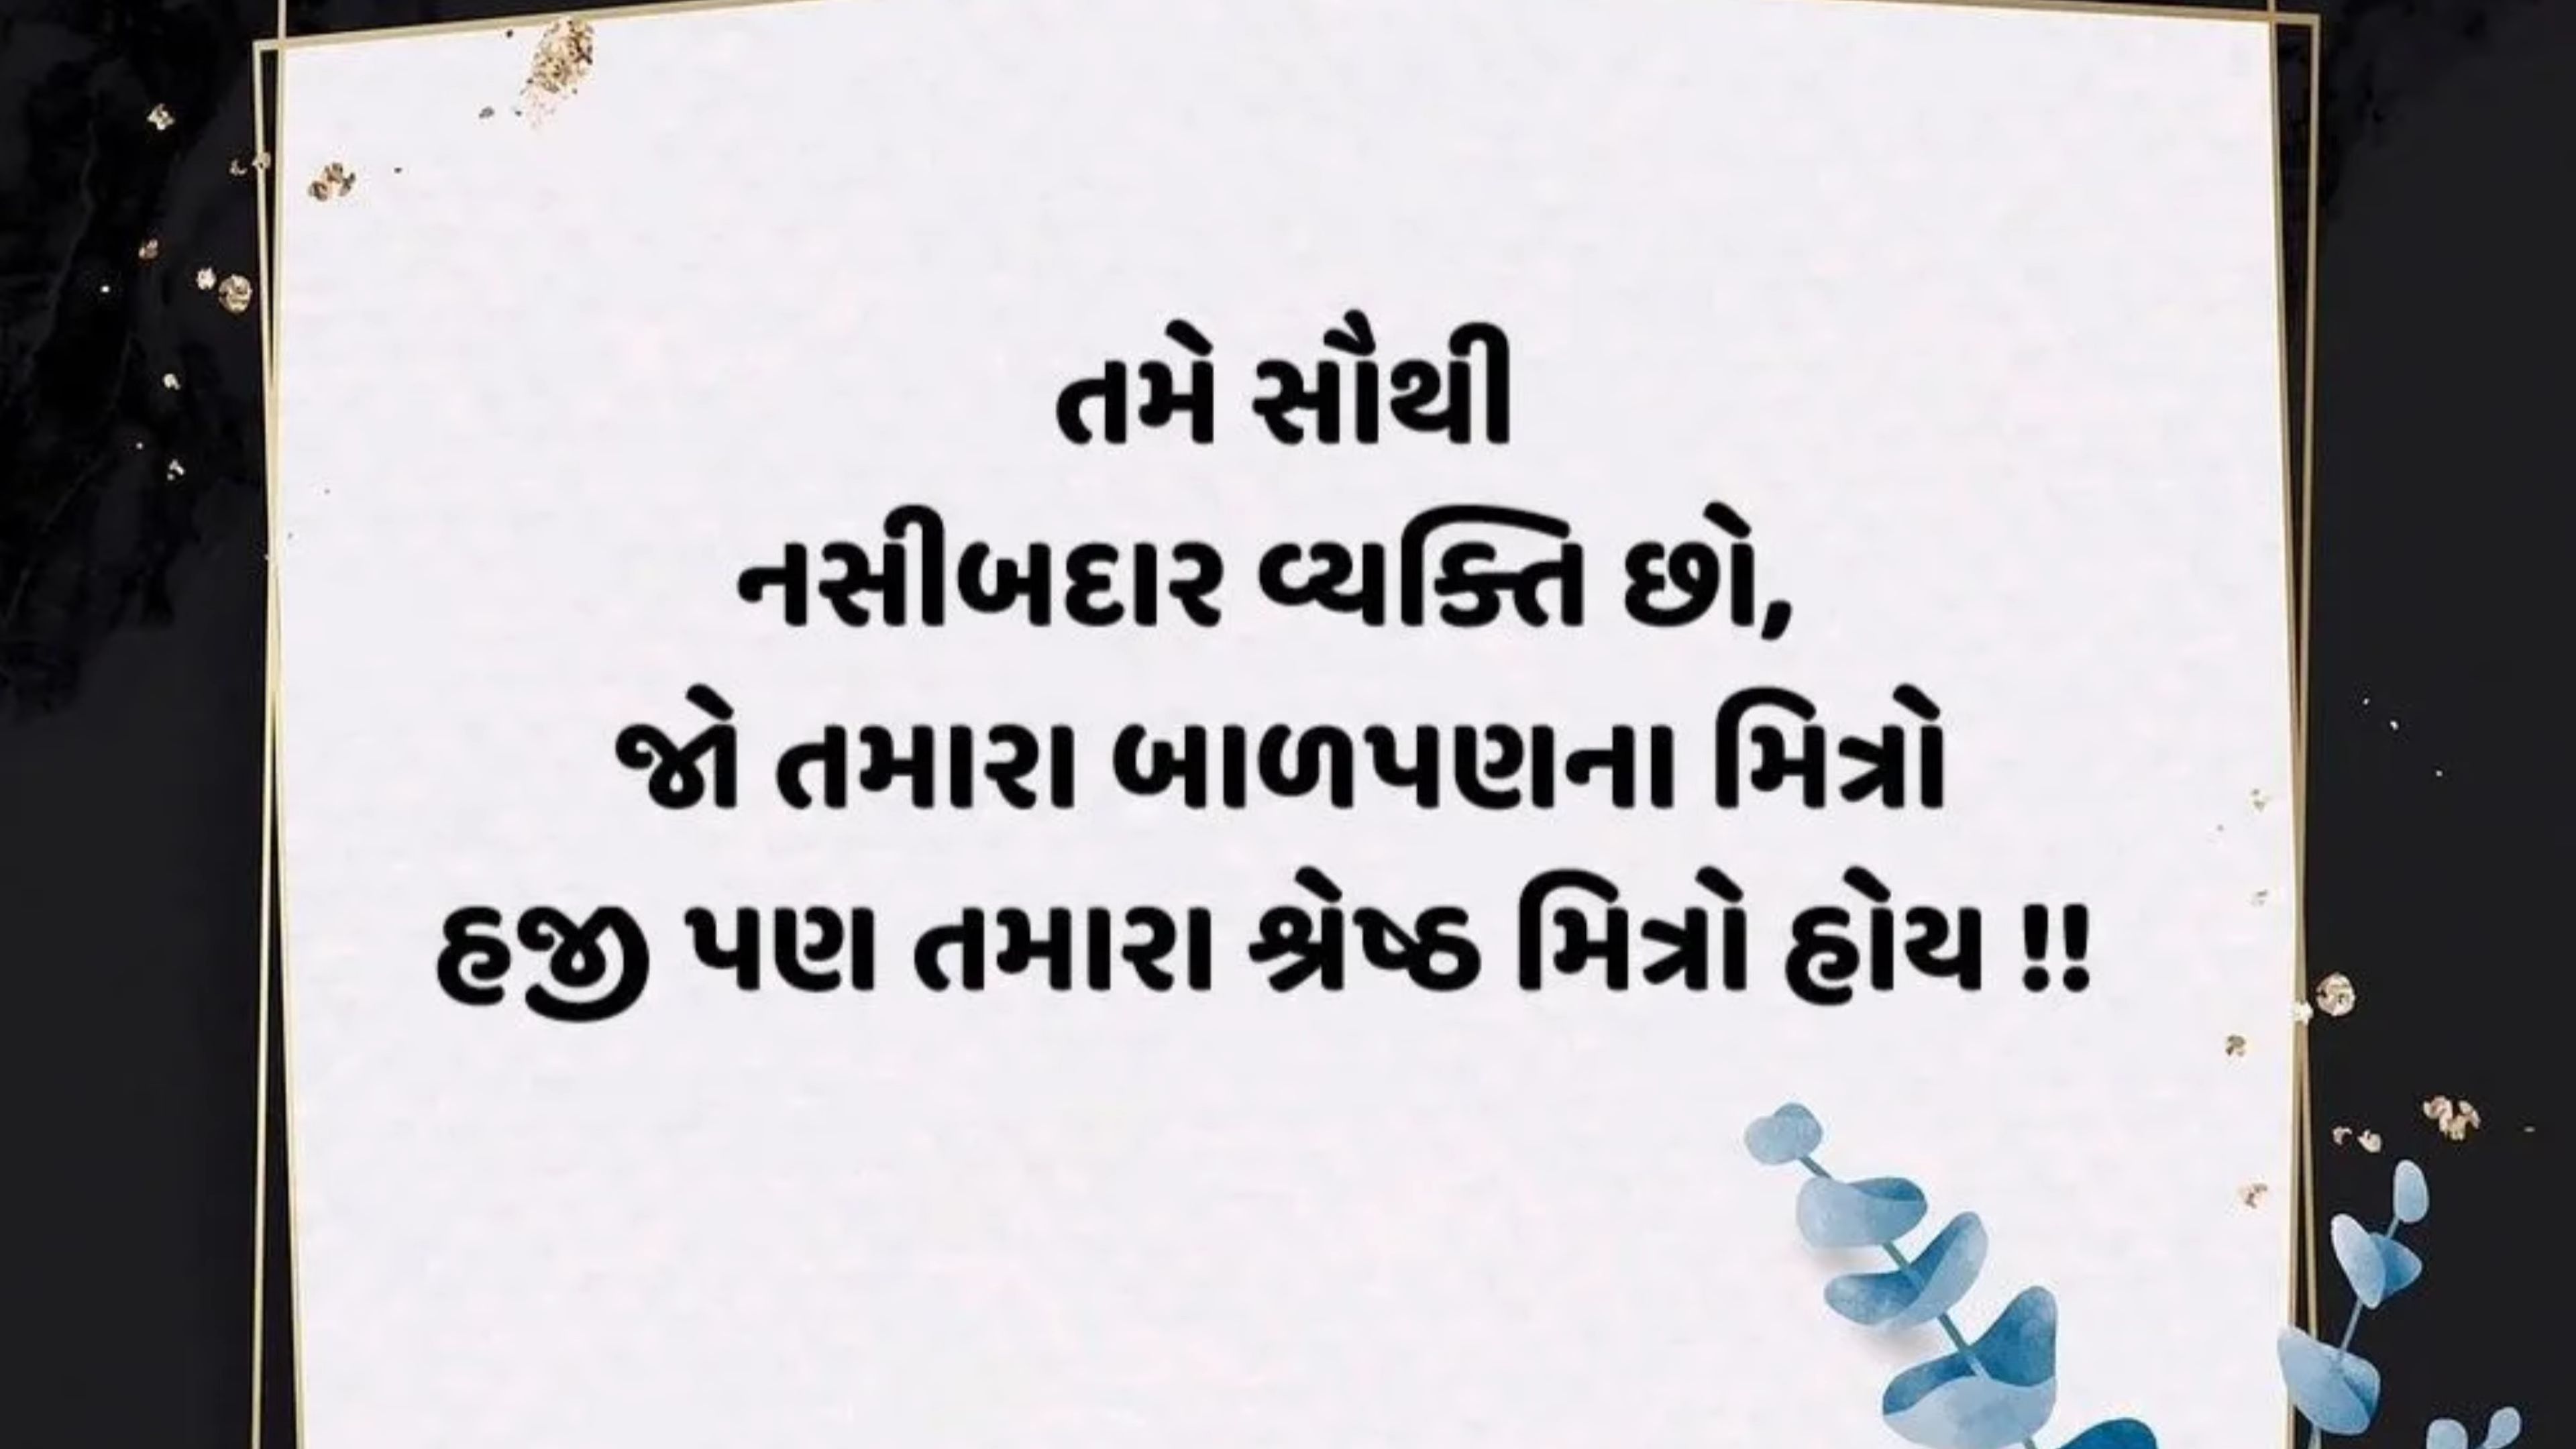 તમે સૌથી
નસીબદાર વ્યક્તિ છો,
જો તમારા બાળપણના મિત્રો
હજી પણ તમારા શ્રેષ્ઠ મિત્રો હોય !!